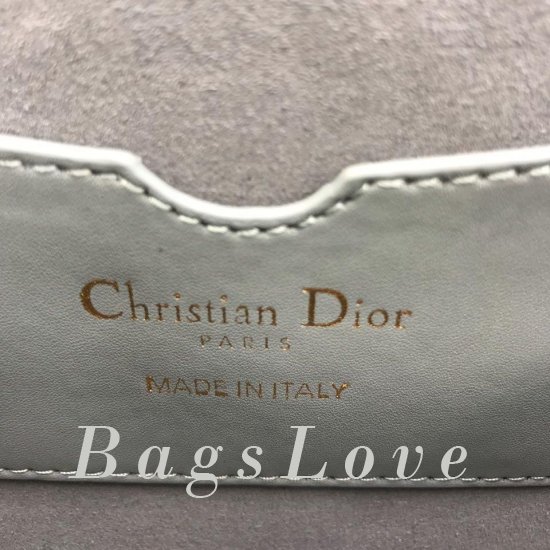 Christian Dior
PARIS
MADE IN ITALY
BagsLove